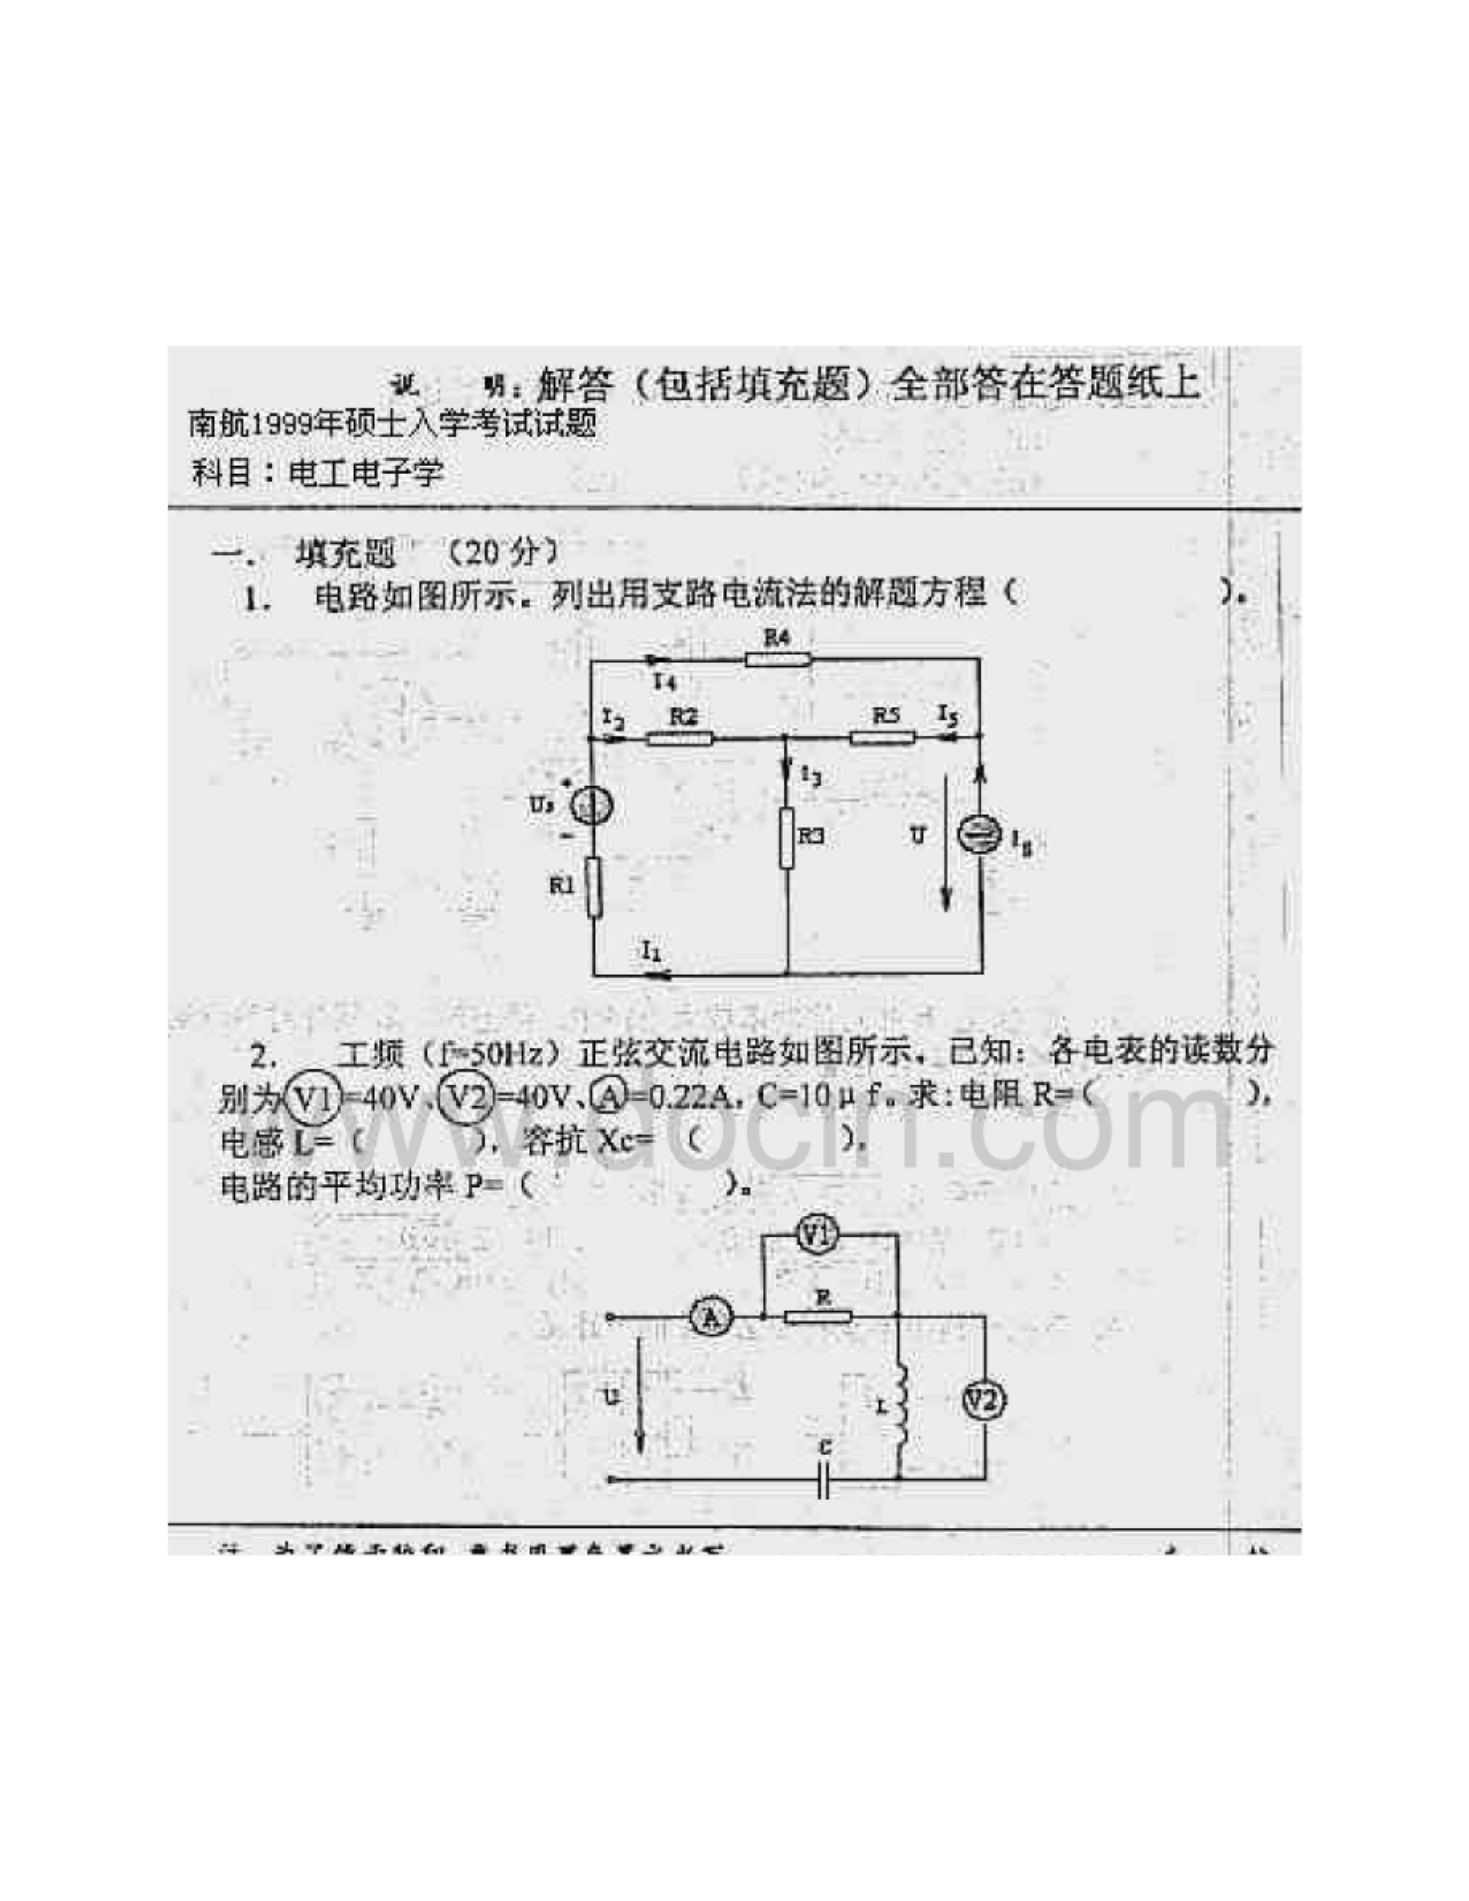 说 明：解答（包括填充题）全部答在答题纸上
南航1999年硕士入学考试试题
科目：电工电子学
一． 填充题 （20分）
1． 电路如图所示。列出用支路电流法的解题方程（ ）。
R4
I4
I2 R2 R5 I5
I3
Us
R3 U Is
R1
I1
2． 工频（f=50Hz）正弦交流电路如图所示。已知：各电表的读数分
别为V1=40V、V2=40V、A=0.22A，C=10μf。求：电阻 R=（ ），
电感 L=（ ），容抗 Xc=（ ），
电路的平均功率 P=（ ）。
www.docin.com
V1
R
A
U
L
V2
C